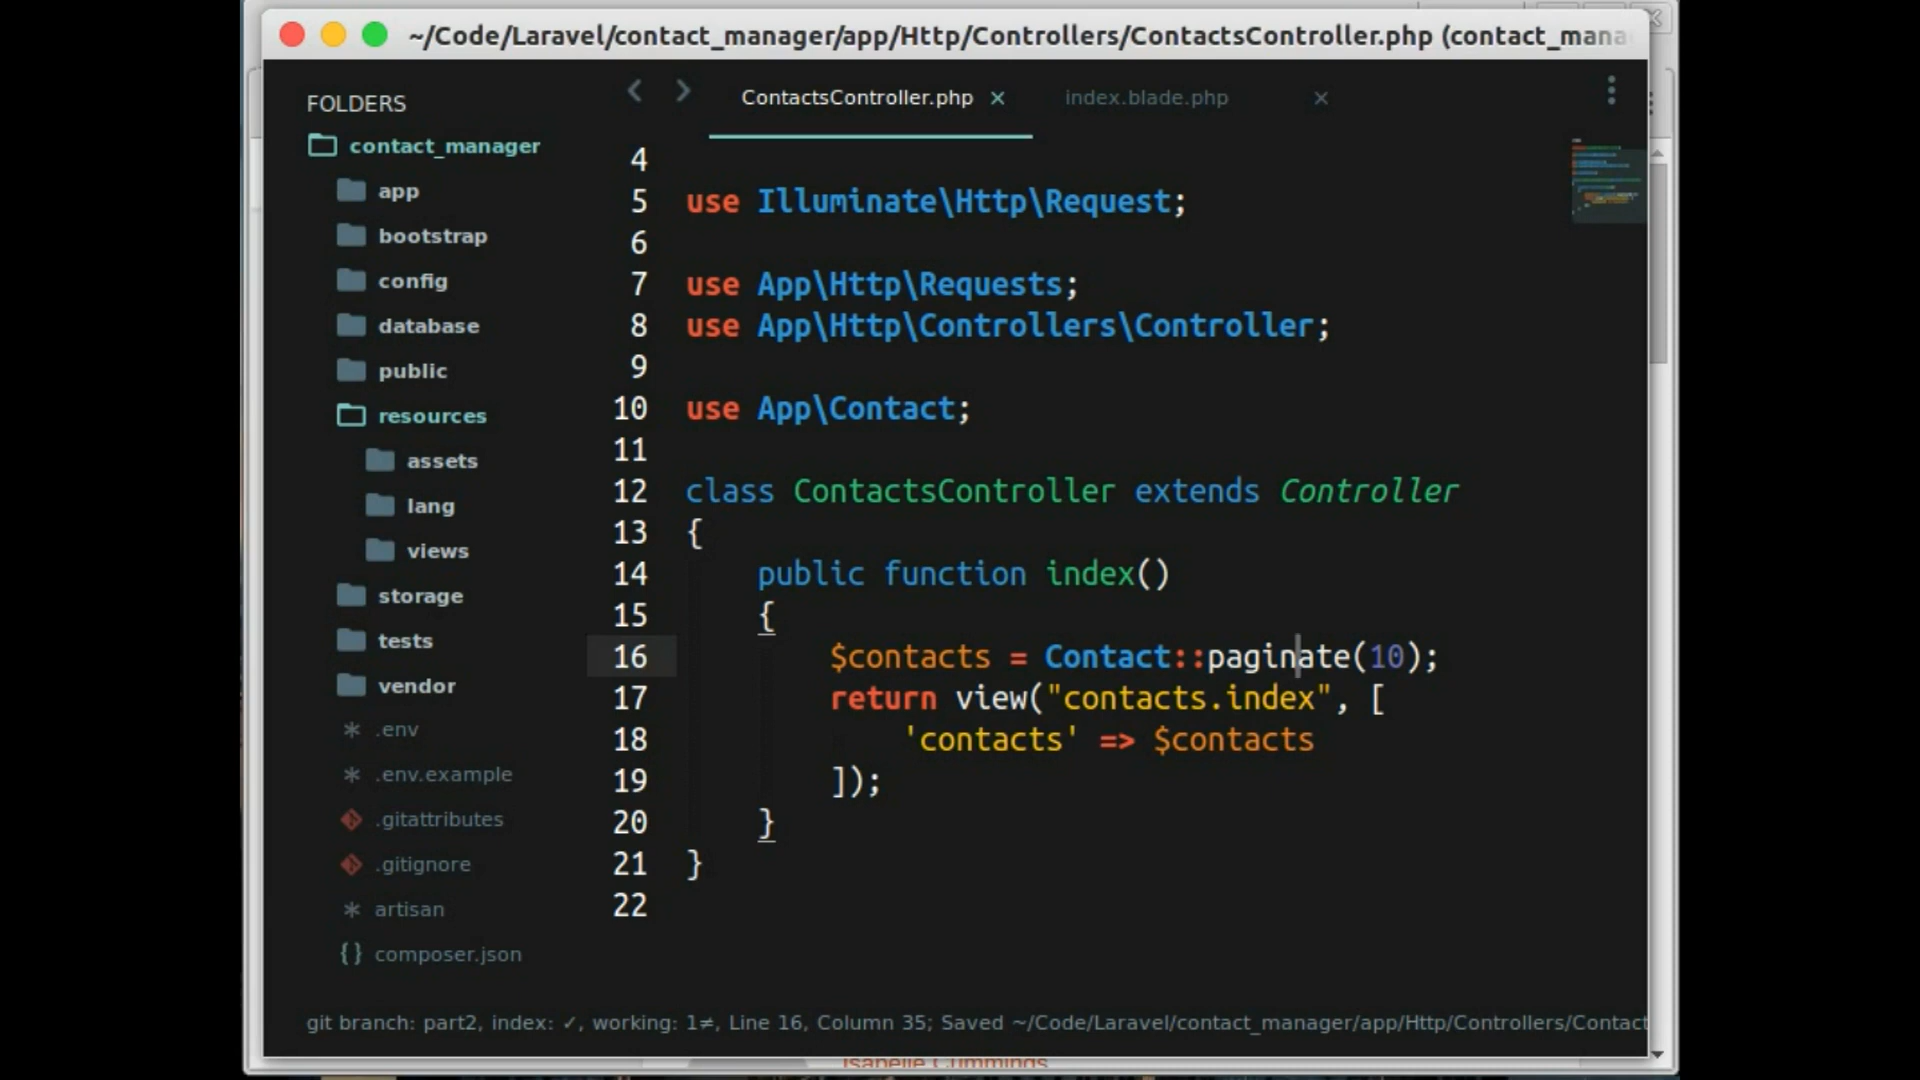 ~/Code/Laravel/contact_manager/app/Http/Controllers/ContactsController.php (contact_mana
FOLDERS
contact_manager
app
bootstrap
config
database
public
resources
assets
lang
views
storage
tests
vendor
.env
.env.example
.gitattributes
.gitignore
artisan
{} composer.json
ContactsController.php ×
index.blade.php ×
4
5 use Illuminate\Http\Request;
6
7 use App\Http\Requests;
8 use App\Http\Controllers\Controller;
9
10 use App\Contact;
11
12 class ContactsController extends Controller
13 {
14 public function index()
15 {
16 $contacts = Contact::paginate(10);
17 return view("contacts.index", [
18 'contacts' => $contacts
19 ]);
20 }
21 }
22
git branch: part2, index: ✓, working: 1≠, Line 16, Column 35; Saved ~/Code/Laravel/contact_manager/app/Http/Controllers/Contact
Isabelle Cummings